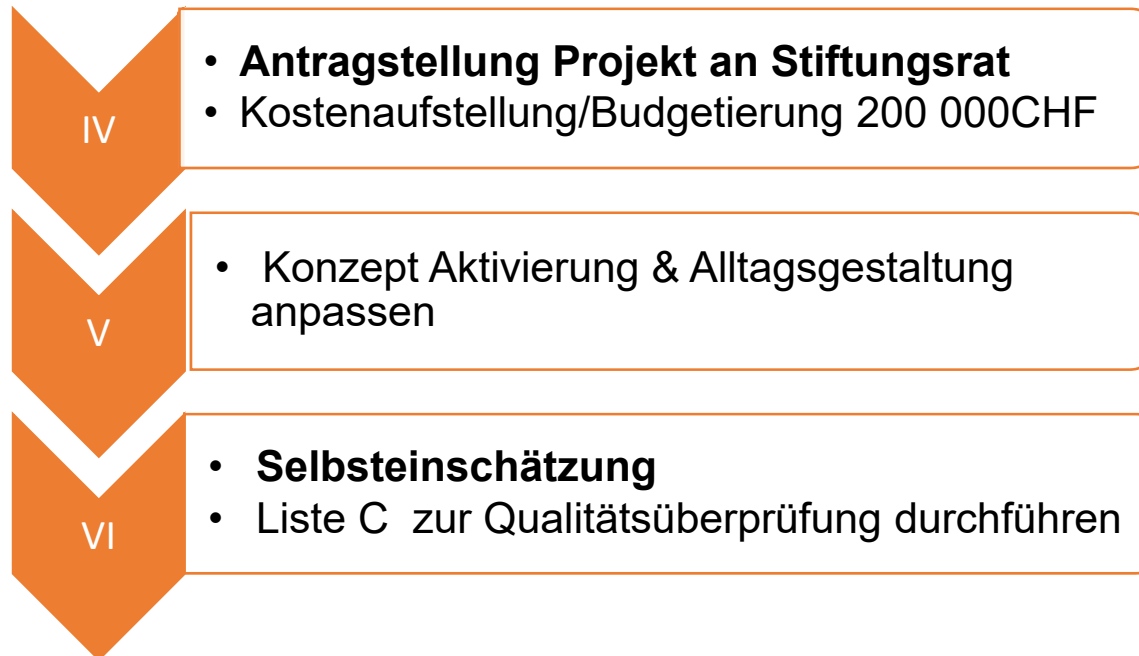 IV
• Antragstellung Projekt an Stiftungsrat
• Kostenaufstellung/Budgetierung 200 000CHF
V
• Konzept Aktivierung & Alltagsgestaltung
anpassen
VI
• Selbsteinschätzung
• Liste C zur Qualitätsüberprüfung durchführen